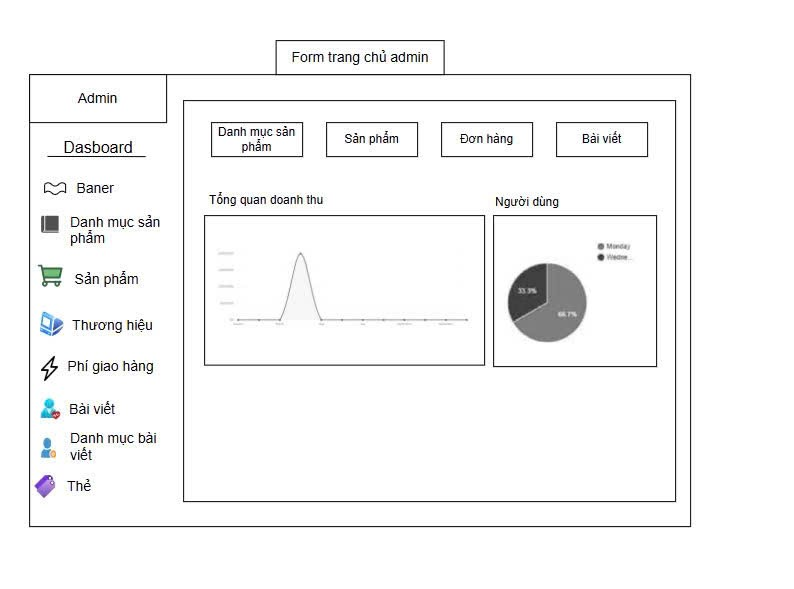 Form trang chủ admin
Admin
Dasboard
Baner
Danh mục sản
phẩm
Sản phẩm
Thương hiệu
Phí giao hàng
Bài viết
Danh mục bài
viết
Thẻ
Danh mục sản
phẩm
Sản phẩm
Đơn hàng
Bài viết
Tổng quan doanh thu
Người dùng
Monday
Wedne...
33.3%
66.7%